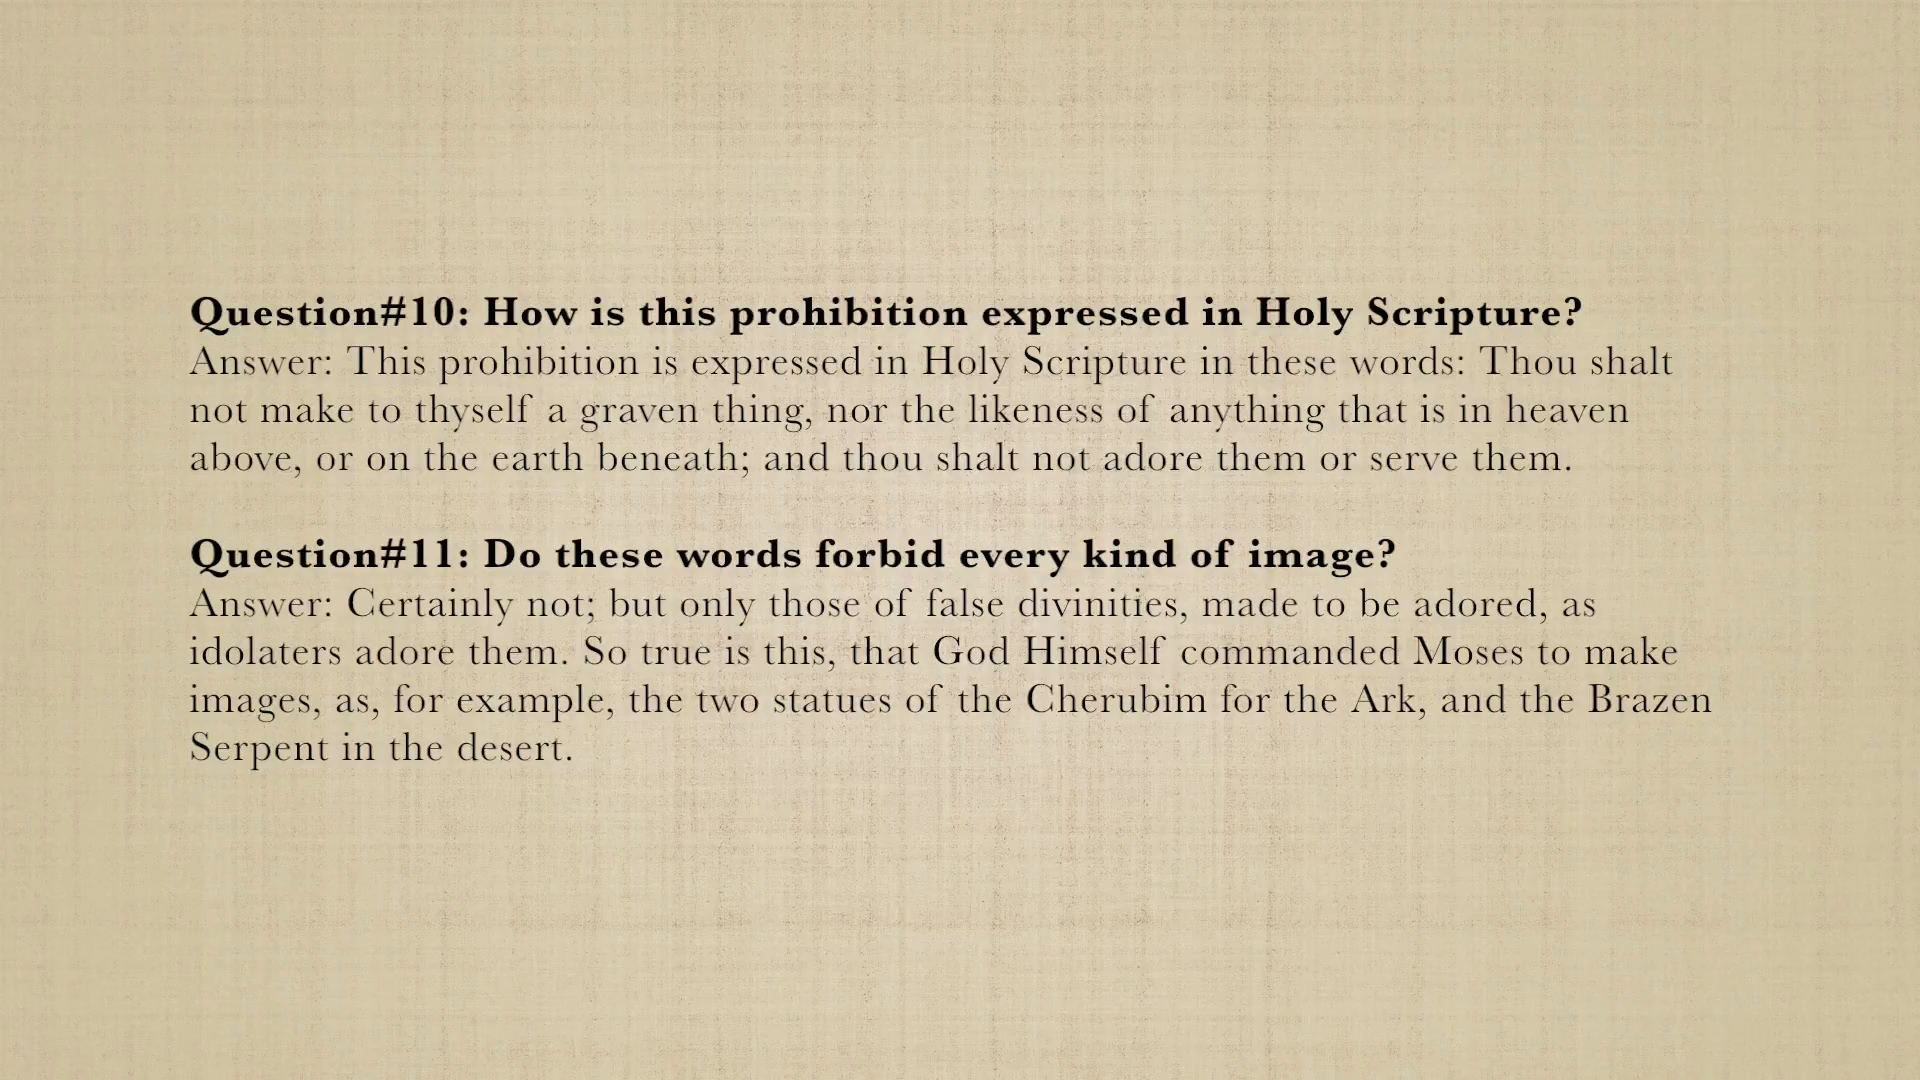 Question#10: How is this prohibition expressed in Holy Scripture?
Answer: This prohibition is expressed in Holy Scripture in these words: Thou shalt
not make to thyself a graven thing, nor the likeness of anything that is in heaven
above, or on the earth beneath; and thou shalt not adore them or serve them.
Question#11: Do these words forbid every kind of image?
Answer: Certainly not; but only those of false divinities, made to be adored, as
idolaters adore them. So true is this, that God Himself commanded Moses to make
images, as, for example, the two statues of the Cherubim for the Ark, and the Brazen
Serpent in the desert.